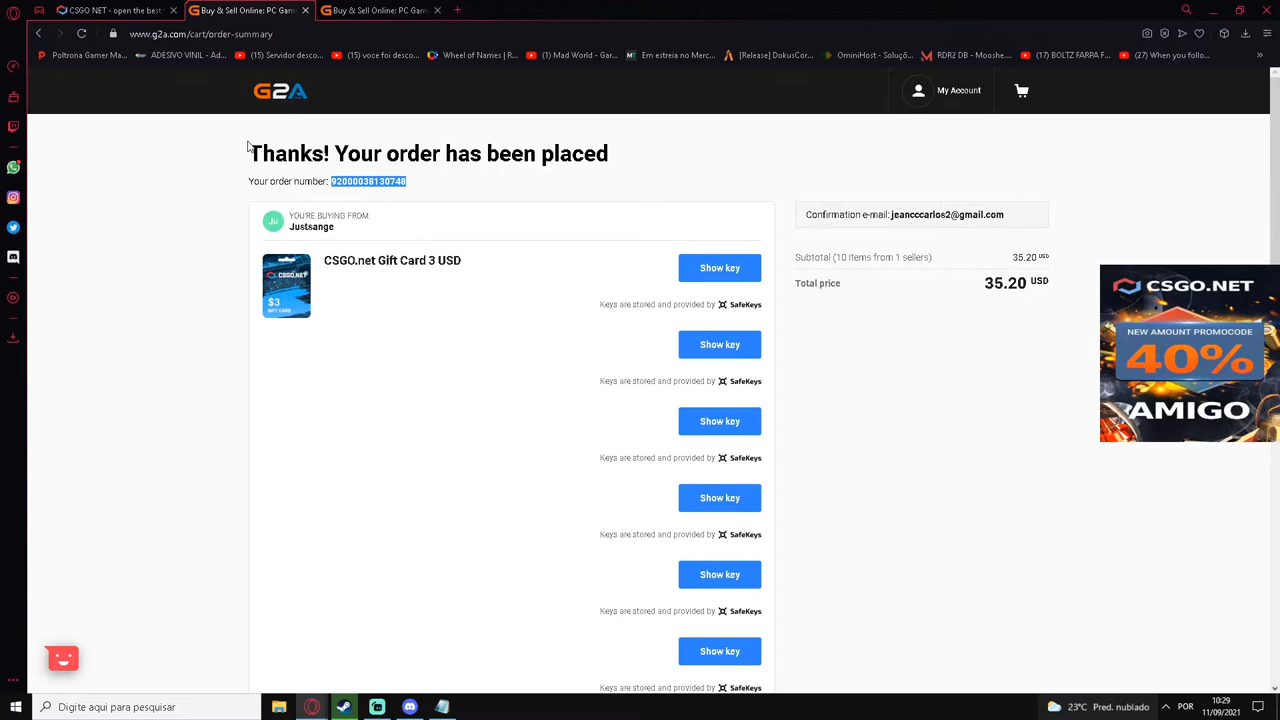 CSGO.NET - open the best
Buy & Sell Online: PC Gam
Buy & Sell Online: PC Gam
www.g2a.com/cart/order-summary
Poltrona Gamer Ma...
ADESIVO VINIL - Ad...
(15) Servidor desco...
(15) voce foi desco...
Wheel of Names | R...
(1) Mad World - Gar...
Em estreia no Merc...
[Release] DokusCor...
OminiHost - Soluçõ...
RDR2 DB - Mooshe...
(17) BOLTZ FARPA F...
(27) When you follo...
G2A
My Account
Thanks! Your order has been placed
Your order number: 92000038130748
Ju
YOU'RE BUYING FROM:
Justsange
Confirmation e-mail: jeancccarlos2@gmail.com
CSGO.NET
$3
GIFT CARD
CSGO.net Gift Card 3 USD
Show key
Subtotal (10 items from 1 sellers) 35.20 USD
Total price 35.20 USD
Keys are stored and provided by SafeKeys
Show key
Keys are stored and provided by SafeKeys
Show key
Keys are stored and provided by SafeKeys
Show key
Keys are stored and provided by SafeKeys
Show key
Keys are stored and provided by SafeKeys
Show key
Keys are stored and provided by SafeKeys
CSGO.NET
NEW AMOUNT PROMOCODE
40%
AMIGO
Digite aqui para pesquisar
23°C Pred. nublado
POR
10:29
11/09/2021